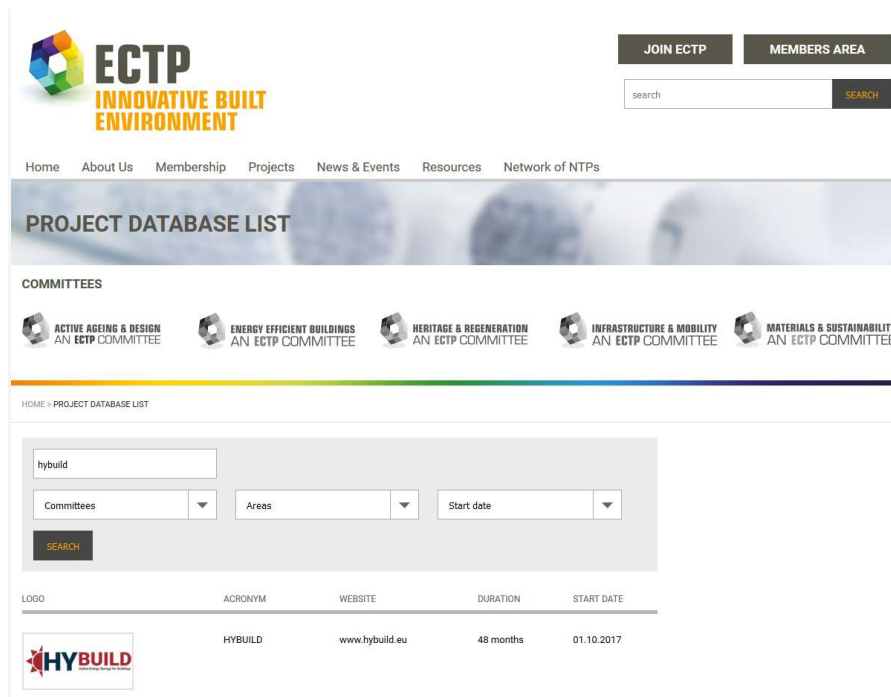 ECTP
INNOVATIVE BUILT
ENVIRONMENT
JOIN ECTP
MEMBERS AREA
search
SEARCH
Home About Us Membership Projects News & Events Resources Network of NTPs
PROJECT DATABASE LIST
COMMITTEES
ACTIVE AGEING & DESIGN
AN ECTP COMMITTEE
ENERGY EFFICIENT BUILDINGS
AN ECTP COMMITTEE
HERITAGE & REGENERATION
AN ECTP COMMITTEE
INFRASTRUCTURE & MOBILITY
AN ECTP COMMITTEE
MATERIALS & SUSTAINABILIT
AN ECTP COMMITTEE
HOME > PROJECT DATABASE LIST
hybuild
Committees Areas Start date
SEARCH
LOGO ACRONYM WEBSITE DURATION START DATE
HYBUILD
HYBUILD www.hybuild.eu 48 months 01.10.2017